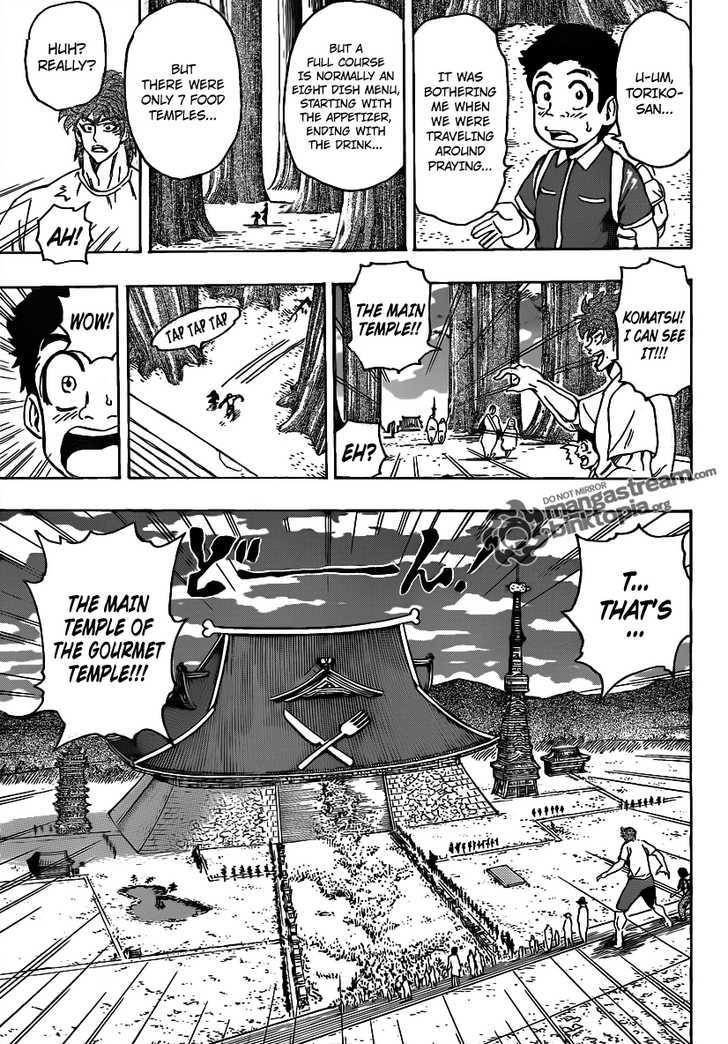 U-UM,
TORIKO-
SAN...
IT WAS
BOTHERING
ME WHEN
WE WERE
TRAVELING
AROUND
PRAYING...
BUT A
FULL COURSE
IS NORMALLY AN
EIGHT DISH MENU,
STARTING WITH
THE APPETIZER,
ENDING WITH
THE DRINK...
BUT
THERE WERE
ONLY 7 FOOD
TEMPLES...
HUH?
REALLY?
AH!
KOMATSU!
I CAN
SEE
IT!!!
THE MAIN
TEMPLE!!
EH?
TAP TAP TAP
WOW!
DO NOT MIRROR
mangastream.com
binktopia.org
T...
THAT'S
...
どーーん!
THE MAIN
TEMPLE OF
THE GOURMET
TEMPLE!!!